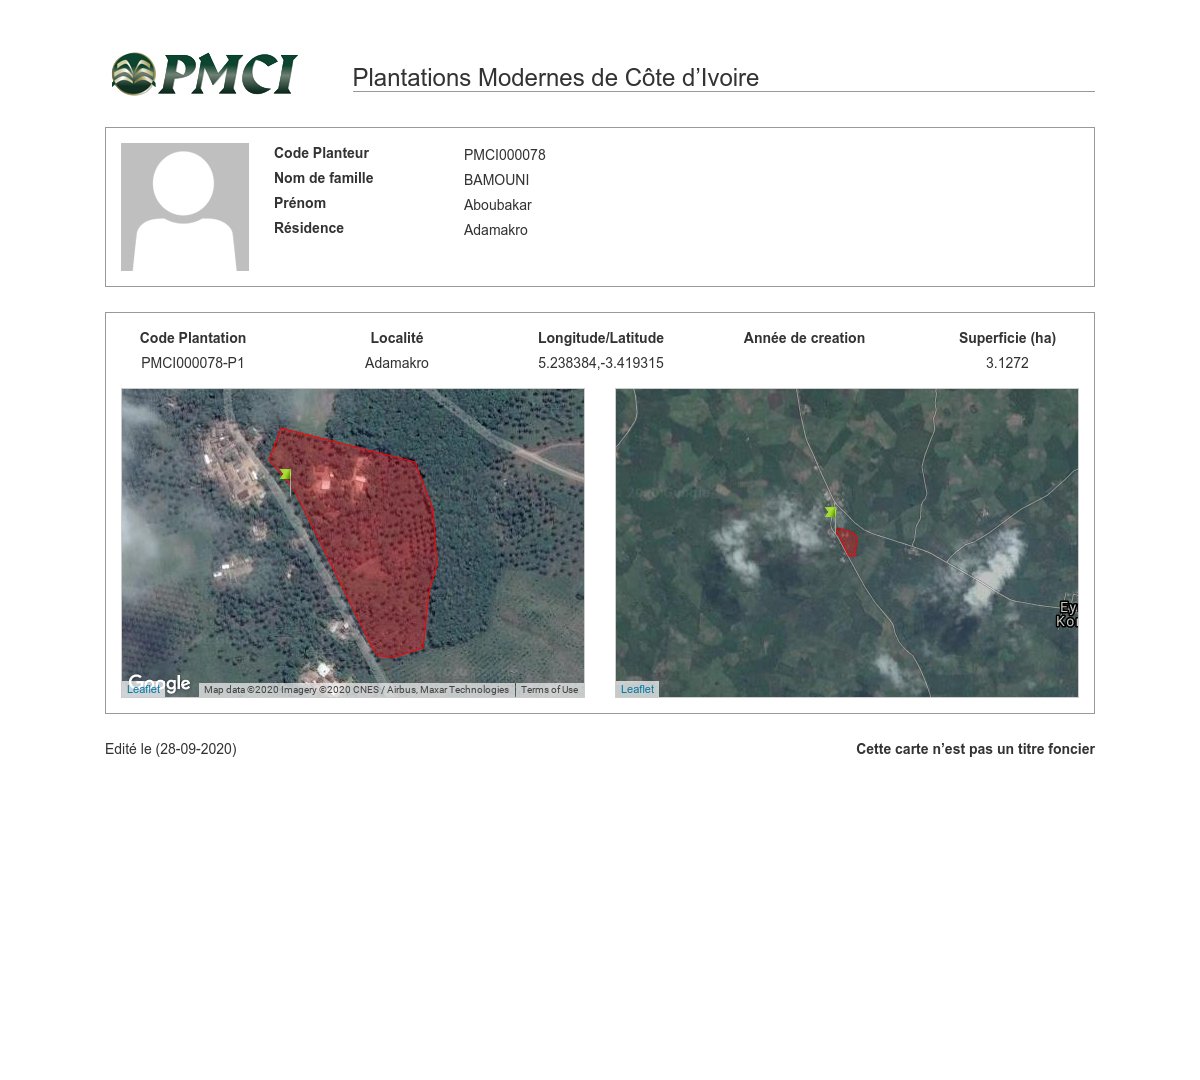 PMCI
Plantations Modernes de Côte d’Ivoire
Code Planteur PMCI000078
Nom de famille BAMOUNI
Prénom Aboubakar
Résidence Adamakro
Code Plantation Localité Longitude/Latitude Année de creation Superficie (ha)
PMCI000078-P1 Adamakro 5.238384,-3.419315 3.1272
Google
Leaflet
Map data ©2020 Imagery ©2020 CNES / Airbus, Maxar Technologies Terms of Use
Ey
Kor
Leaflet
Edité le (28-09-2020)
Cette carte n’est pas un titre foncier